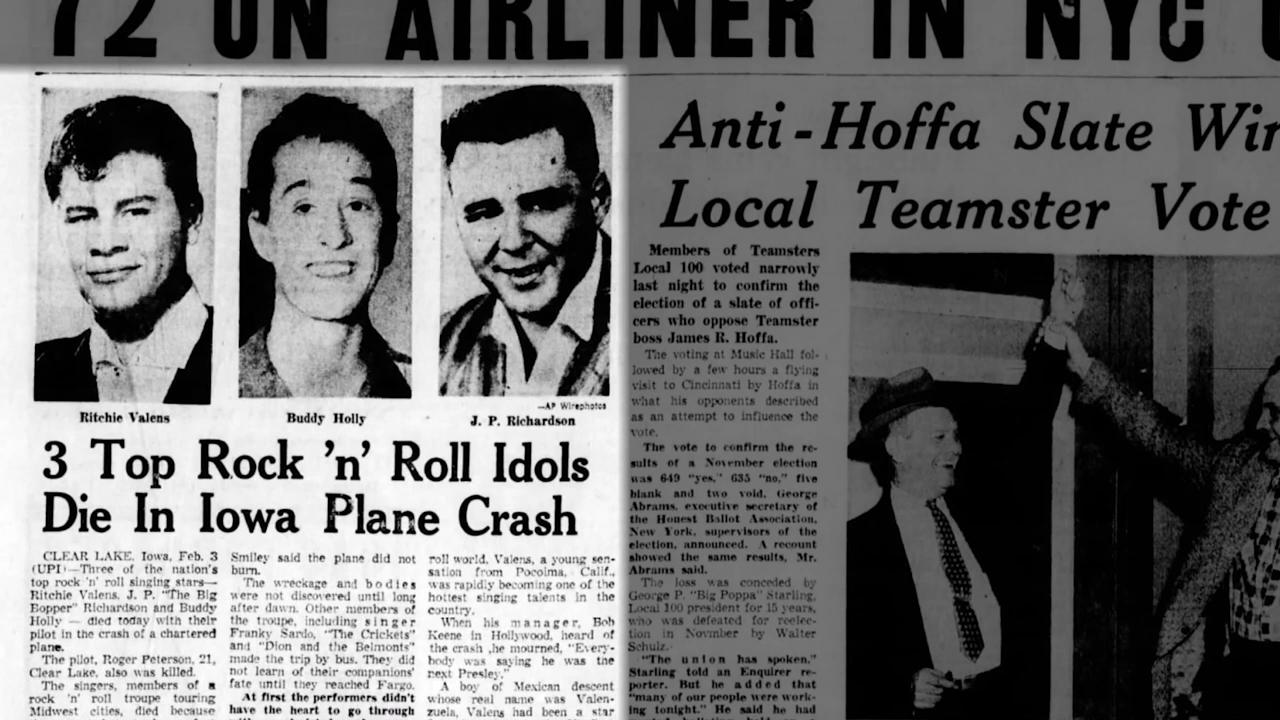 72 ON AIRLINER IN NYC
Ritchie Valens
Buddy Holly
—AP Wirephotos
J. P. Richardson
3 Top Rock 'n' Roll Idols
Die In Iowa Plane Crash
CLEAR LAKE, Iowa, Feb. 3
(UPI)—Three of the nation's
top rock 'n' roll singing stars—
Ritchie Valens, J. P. "The Big
Bopper" Richardson and Buddy
Holly — died today with their
pilot in the crash of a chartered
plane.
The pilot, Roger Peterson, 21,
Clear Lake, also was killed.
The singers, members of a
rock 'n' roll troupe touring
Midwest cities, died because
Smiley said the plane did not
burn.
The wreckage and bodies
were not discovered until long
after dawn. Other members of
the troupe, including singer
Franky Sardo, "The Crickets"
and "Dion and the Belmonts"
made the trip by bus. They did
not learn of their companions'
fate until they reached Fargo.
At first the performers didn't
have the heart to go through
roll world. Valens, a young sen-
sation from Pocolma, Calif.,
was rapidly becoming one of the
hottest singing talents in the
country.
When his manager, Bob
Keene in Hollywood, heard of
the crash ,he mourned, "Every-
body was saying he was the
next Presley."
A boy of Mexican descent
whose real name was Valen-
zuela, Valens had been a star
Anti-Hoffa Slate
Local Teamster Vote
Members of Teamsters
Local 100 voted narrowly
last night to confirm the
election of a slate of offi-
cers who oppose Teamster
boss James R. Hoffa.
The voting at Music Hall fol-
lowed by a few hours a flying
visit to Cincinnati by Hoffa in
what his opponents described
as an attempt to influence the
vote.
The vote to confirm the re-
sults of a November election
was 649 "yes," 635 "no," five
blank and two void, George
Abrams, executive secretary of
the Honest Ballot Association,
New York, supervisors of the
election, announced. A recount
showed the same results, Mr.
Abrams said.
The loss was conceded by
George P. "Big Poppa" Starling,
Local 100 president for 15 years,
who was defeated for reelec-
tion in Novmber by Walter
Schulz.
"The union has spoken,"
Starling told an Enquirer re-
porter. But he added that
"many of our people were work-
ing tonight." He said he had